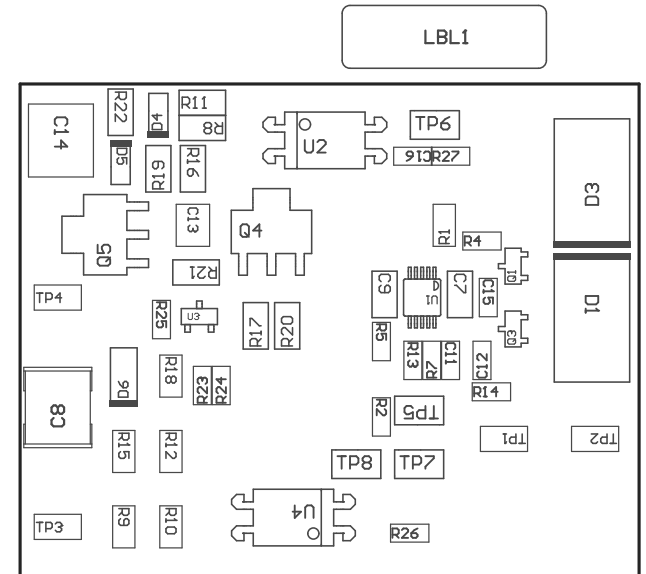 LBL1
R22
D4
R11
R8
C14
D5
R19
R16
U2
TP6
C16
R27
D3
C13
Q4
R1
R4
Q5
R21
Q1
TP4
C9
U1
C7
C15
D1
R25
U3
R17
R20
R5
Q3
R13
R7
C11
C12
D6
R18
R23
R24
R14
C8
R2
TP5
R15
R12
TP1
TP2
TP8
TP7
R9
R10
U4
TP3
R26